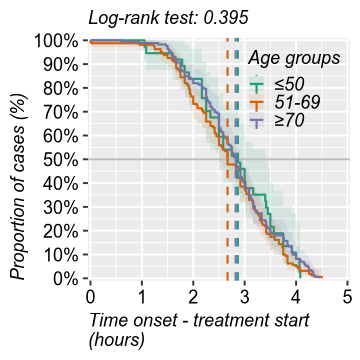 Log-rank test: 0.395
Proportion of cases (%)
100%
90%
80%
70%
60%
50%
40%
30%
20%
10%
0%
Age groups
≤50
51-69
≥70
0 1 2 3 4 5
Time onset - treatment start
(hours)